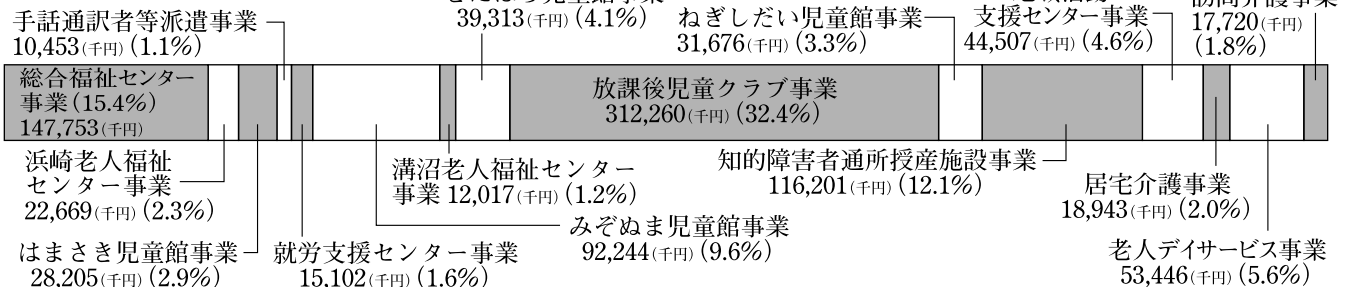 手話通訳者等派遣事業
10,453(千円)(1.1%)
39,313(千円)(4.1%)
ねぎしだい児童館事業
31,676(千円)(3.3%)
支援センター事業
44,507(千円)(4.6%)
17,720(千円)
(1.8%)
総合福祉センター
事業(15.4%)
147,753(千円)
放課後児童クラブ事業
312,260(千円)(32.4%)
浜崎老人福祉
センター事業
22,669(千円)(2.3%)
溝沼老人福祉センター
事業 12,017(千円)(1.2%)
知的障害者通所授産施設事業
116,201(千円)(12.1%)
居宅介護事業
18,943(千円)(2.0%)
みぞぬま児童館事業
92,244(千円)(9.6%)
はまさき児童館事業
28,205(千円)(2.9%)
就労支援センター事業
15,102(千円)(1.6%)
老人デイサービス事業
53,446(千円)(5.6%)